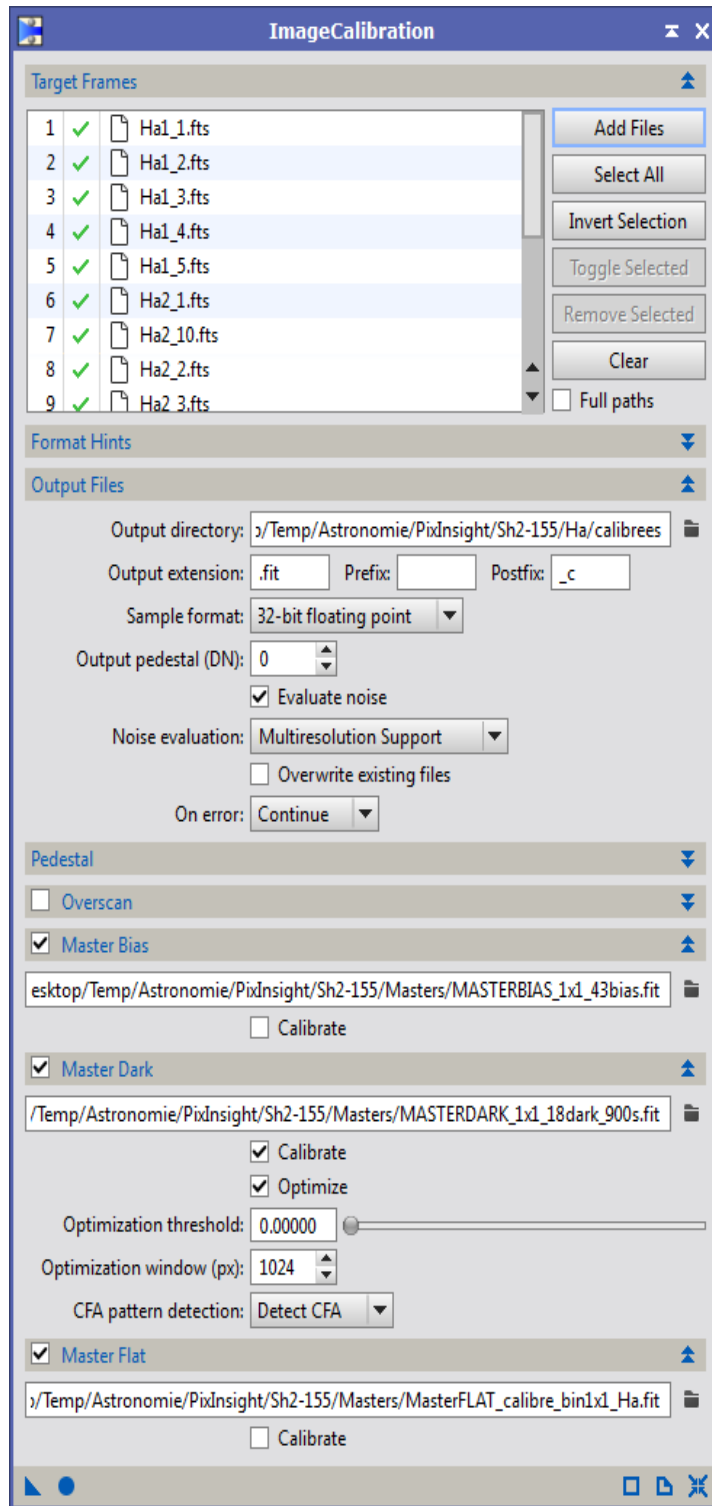 ImageCalibration
Target Frames
1 Ha1_1.fts
2 Ha1_2.fts
3 Ha1_3.fts
4 Ha1_4.fts
5 Ha1_5.fts
6 Ha2_1.fts
7 Ha2_10.fts
8 Ha2_2.fts
9 Ha2_3.fts
Add Files
Select All
Invert Selection
Toggle Selected
Remove Selected
Clear
Full paths
Format Hints
Output Files
Output directory: o/Temp/Astronomie/PixInsight/Sh2-155/Ha/calibrees
Output extension: .fit Prefix: Postfix: _c
Sample format: 32-bit floating point
Output pedestal (DN): 0
Evaluate noise
Noise evaluation: Multiresolution Support
Overwrite existing files
On error: Continue
Pedestal
Overscan
Master Bias
esktop/Temp/Astronomie/PixInsight/Sh2-155/Masters/MASTERBIAS_1x1_43bias.fit
Calibrate
Master Dark
/Temp/Astronomie/PixInsight/Sh2-155/Masters/MASTERDARK_1x1_18dark_900s.fit
Calibrate
Optimize
Optimization threshold: 0.00000
Optimization window (px): 1024
CFA pattern detection: Detect CFA
Master Flat
o/Temp/Astronomie/PixInsight/Sh2-155/Masters/MasterFLAT_calibre_bin1x1_Ha.fit
Calibrate